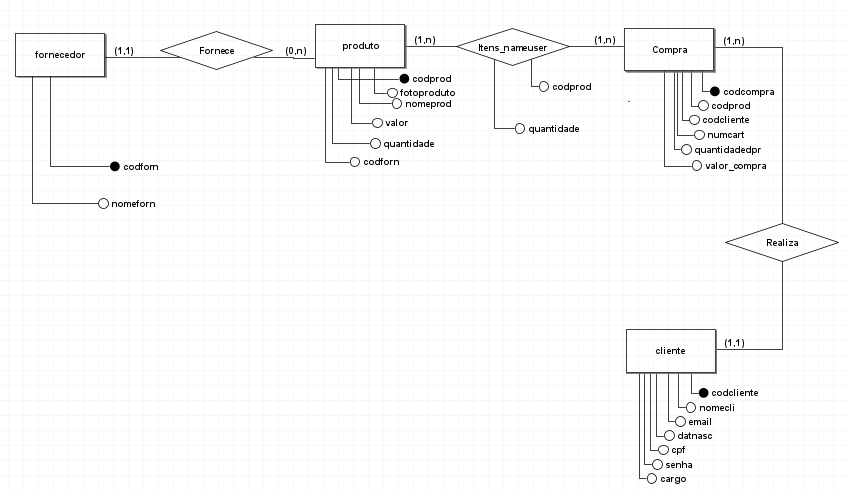 fornecedor
(1,1)
Fornece
(0,n)
produto
(1,n)
Itens_nameuser
(1,n)
Compra
(1,n)
codprod
fotoproduto
nomeprod
valor
quantidade
codforn
codprod
quantidade
codcompra
codprod
codcliente
numcart
quantidadedpr
valor_compra
codforn
nomeforn
Realiza
cliente
(1,1)
codcliente
nomecli
email
datnasc
cpf
senha
cargo